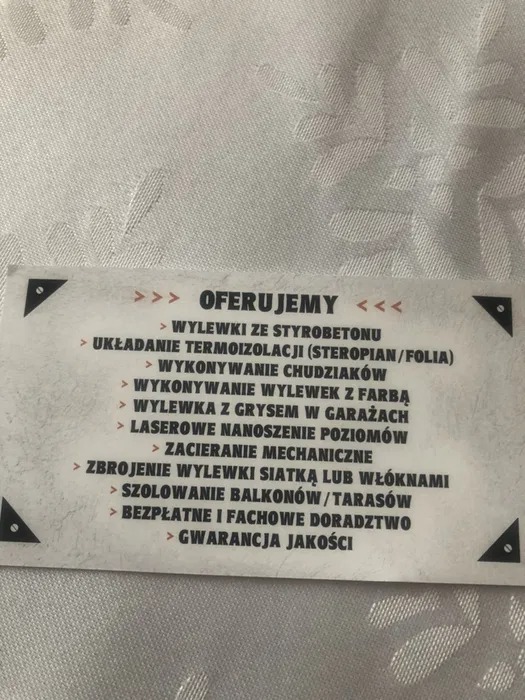 >>> OFERUJEMY <<<
> WYLEWKI ZE STYROBETONU
> UKŁADANIE TERMOIZOLACJI (STEROPIAN/FOLIA)
> WYKONYWANIE CHUDZIAKÓW
> WYKONYWANIE WYLEWEK Z FARBĄ
> WYLEWKA Z GRYSEM W GARAŻACH
> LASEROWE NANOSZENIE POZIOMÓW
> ZACIERANIE MECHANICZNE
> ZBROJENIE WYLEWKI SIATKĄ LUB WŁÓKNAMI
> SZOLOWANIE BALKONÓW/TARASÓW
> BEZPŁATNE I FACHOWE DORADZTWO
> GWARANCJA JAKOŚCI